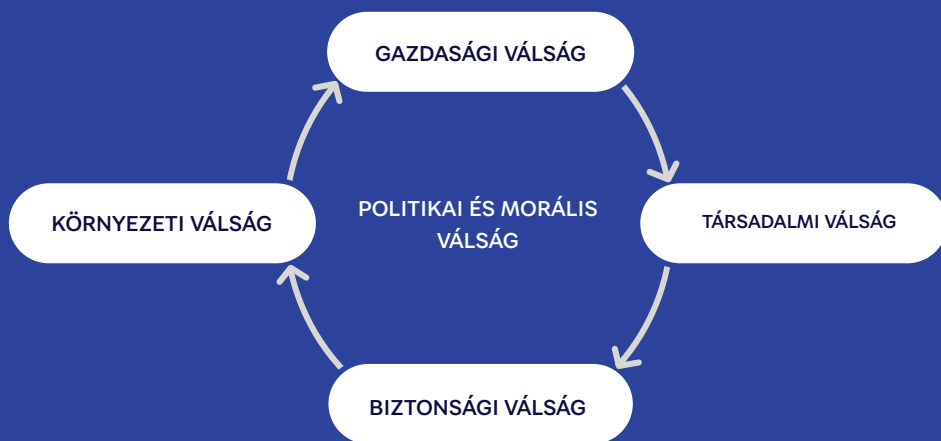 GAZDASÁGI VÁLSÁG
KÖRNYEZETI VÁLSÁG
POLITIKAI ÉS MORÁLIS
VÁLSÁG
TÁRSADALMI VÁLSÁG
BIZTONSÁGI VÁLSÁG